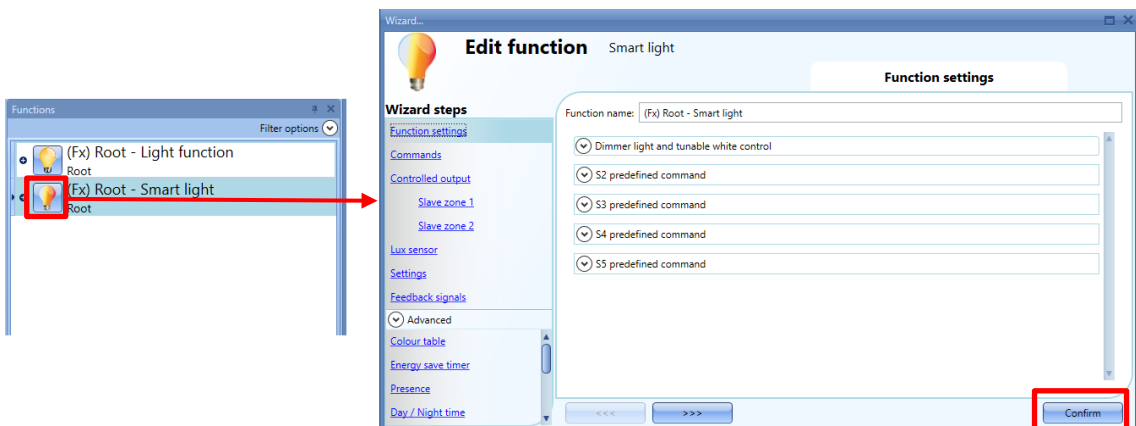 Functions
Filter options
(Fx) Root - Light function
Root
(Fx) Root - Smart light
Root
Wizard...
Edit function Smart light
Function settings
Wizard steps
Function settings
Commands
Controlled output
Slave zone 1
Slave zone 2
Lux sensor
Settings
Feedback signals
Advanced
Colour table
Energy save timer
Presence
Day / Night time
Function name: (Fx) Root - Smart light
Dimmer light and tunable white control
S2 predefined command
S3 predefined command
S4 predefined command
S5 predefined command
<<< >>> Confirm